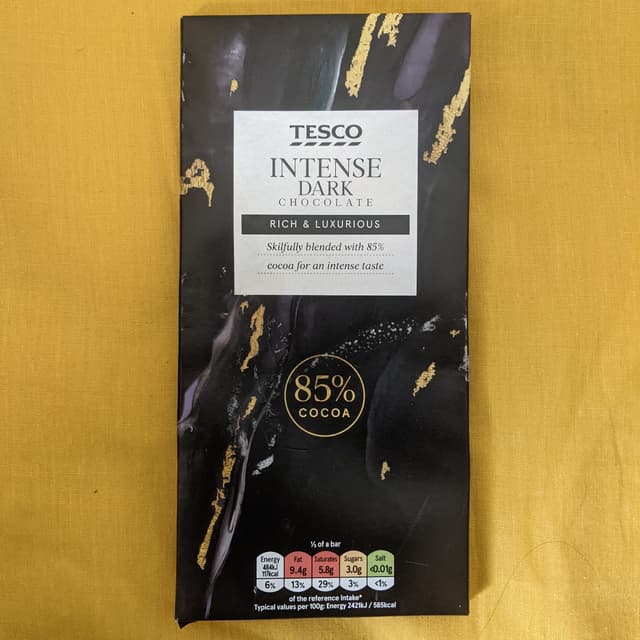 TESCO
INTENSE
DARK
CHOCOLATE
RICH & LUXURIOUS
Skilfully blended with 85%
cocoa for an intense taste
85%
COCOA
⅕ of a bar
Energy Fat Saturates Sugars Salt
484kJ
117kcal 9.4g 5.8g 3.0g <0.01g
6% 13% 29% 3% <1%
of the reference intake*
Typical values per 100g: Energy 2421kJ / 585kcal